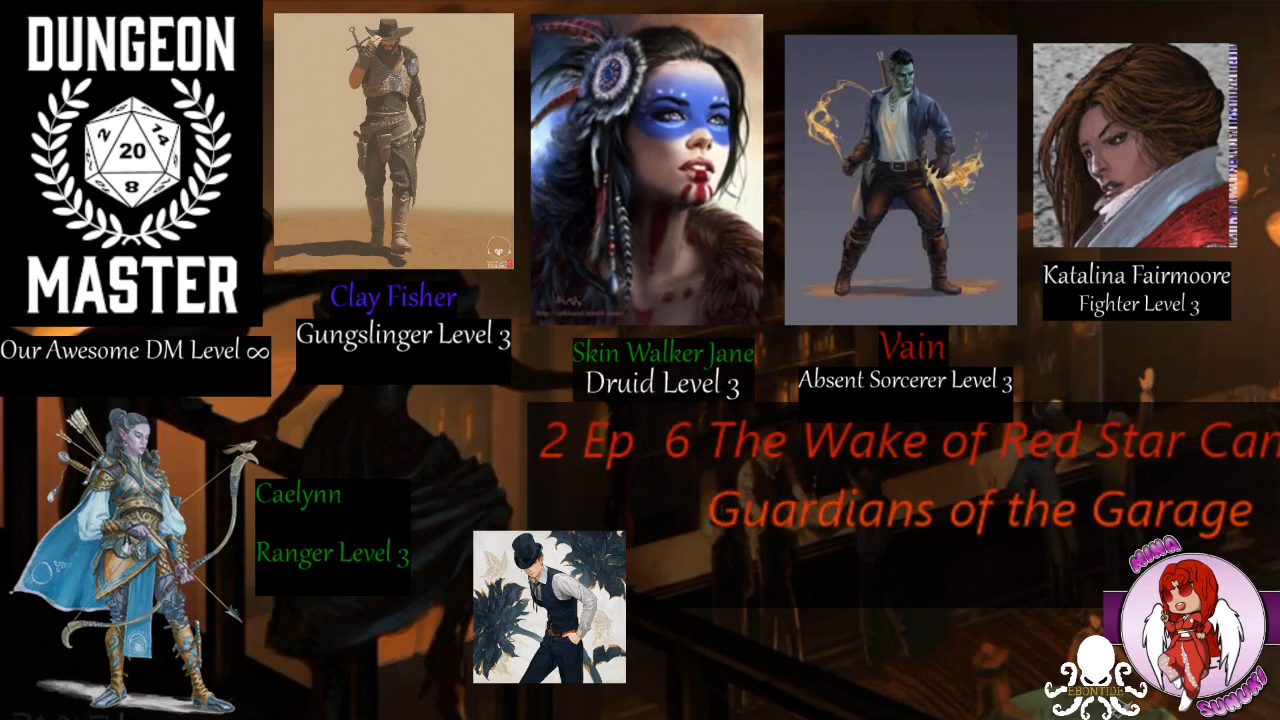 DUNGEON
2
14
20
8
MASTER
Our Awesome DM Level ∞
Clay Fisher
Gungslinger Level 3
Skin Walker Jane
Druid Level 3
Vain
Absent Sorcerer Level 3
Katalina Fairmoore
Fighter Level 3
Caelynn
Ranger Level 3
2 Ep 6 The Wake of Red Star Can
Guardians of the Garage
NINA
SUZUKI
EBONTIDE